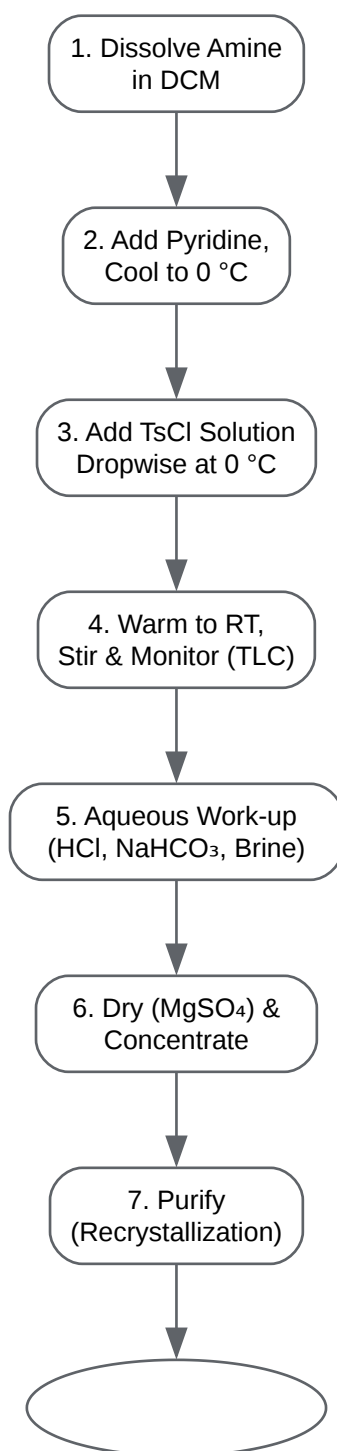 1. Dissolve Amine
in DCM
2. Add Pyridine,
Cool to 0 °C
3. Add TsCl Solution
Dropwise at 0 °C
4. Warm to RT,
Stir & Monitor (TLC)
5. Aqueous Work-up
(HCl, NaHCO₃, Brine)
6. Dry (MgSO₄) &
Concentrate
7. Purify
(Recrystallization)